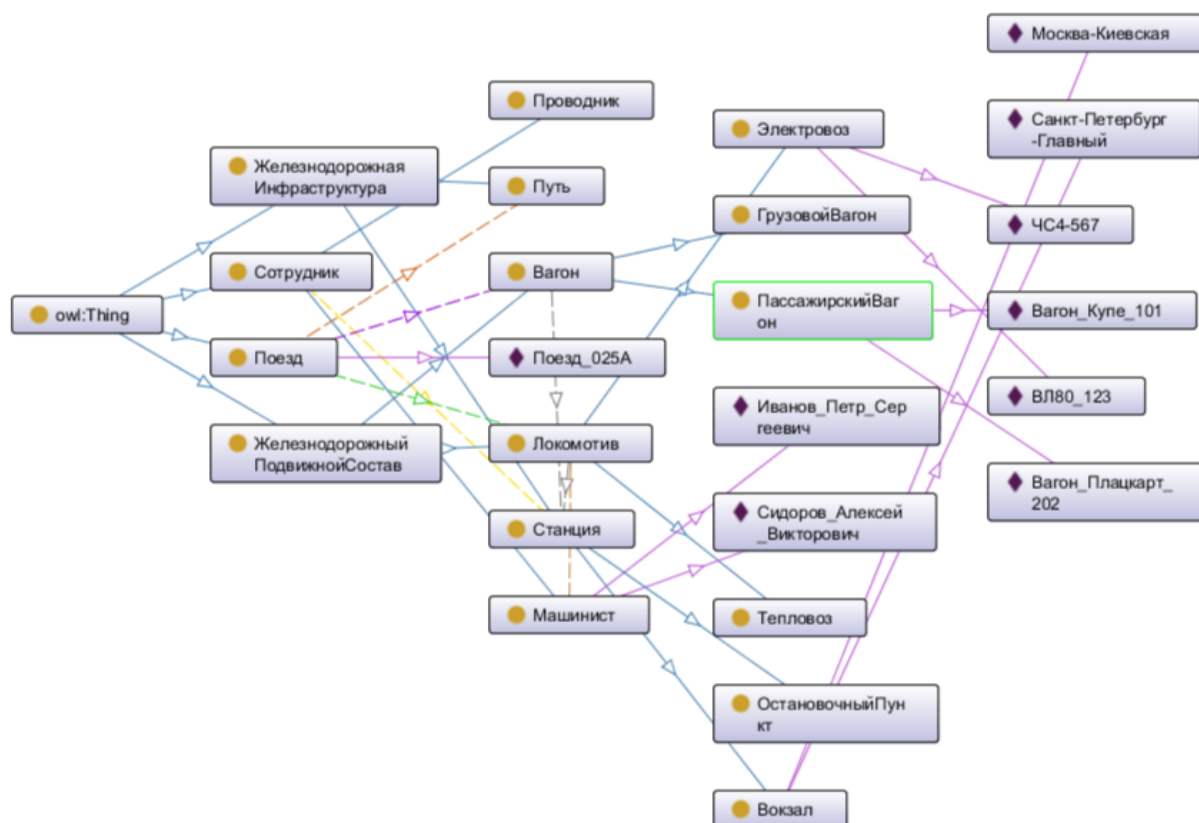 owl:Thing
Железнодорожная
Инфраструктура
Сотрудник
Поезд
Железнодорожный
ПодвижнойСостав
Проводник
Путь
Вагон
Поезд_025А
Локомотив
Станция
Машинист
Электровоз
ГрузовойВагон
ПассажирскийВаг
он
Иванов_Петр_Сер
геевич
Сидоров_Алексей
_Викторович
Тепловоз
ОстановочныйПун
кт
Вокзал
Москва-Киевская
Санкт-Петербург
-Главный
ЧС4-567
Вагон_Купе_101
ВЛ80_123
Вагон_Плацкарт_
202